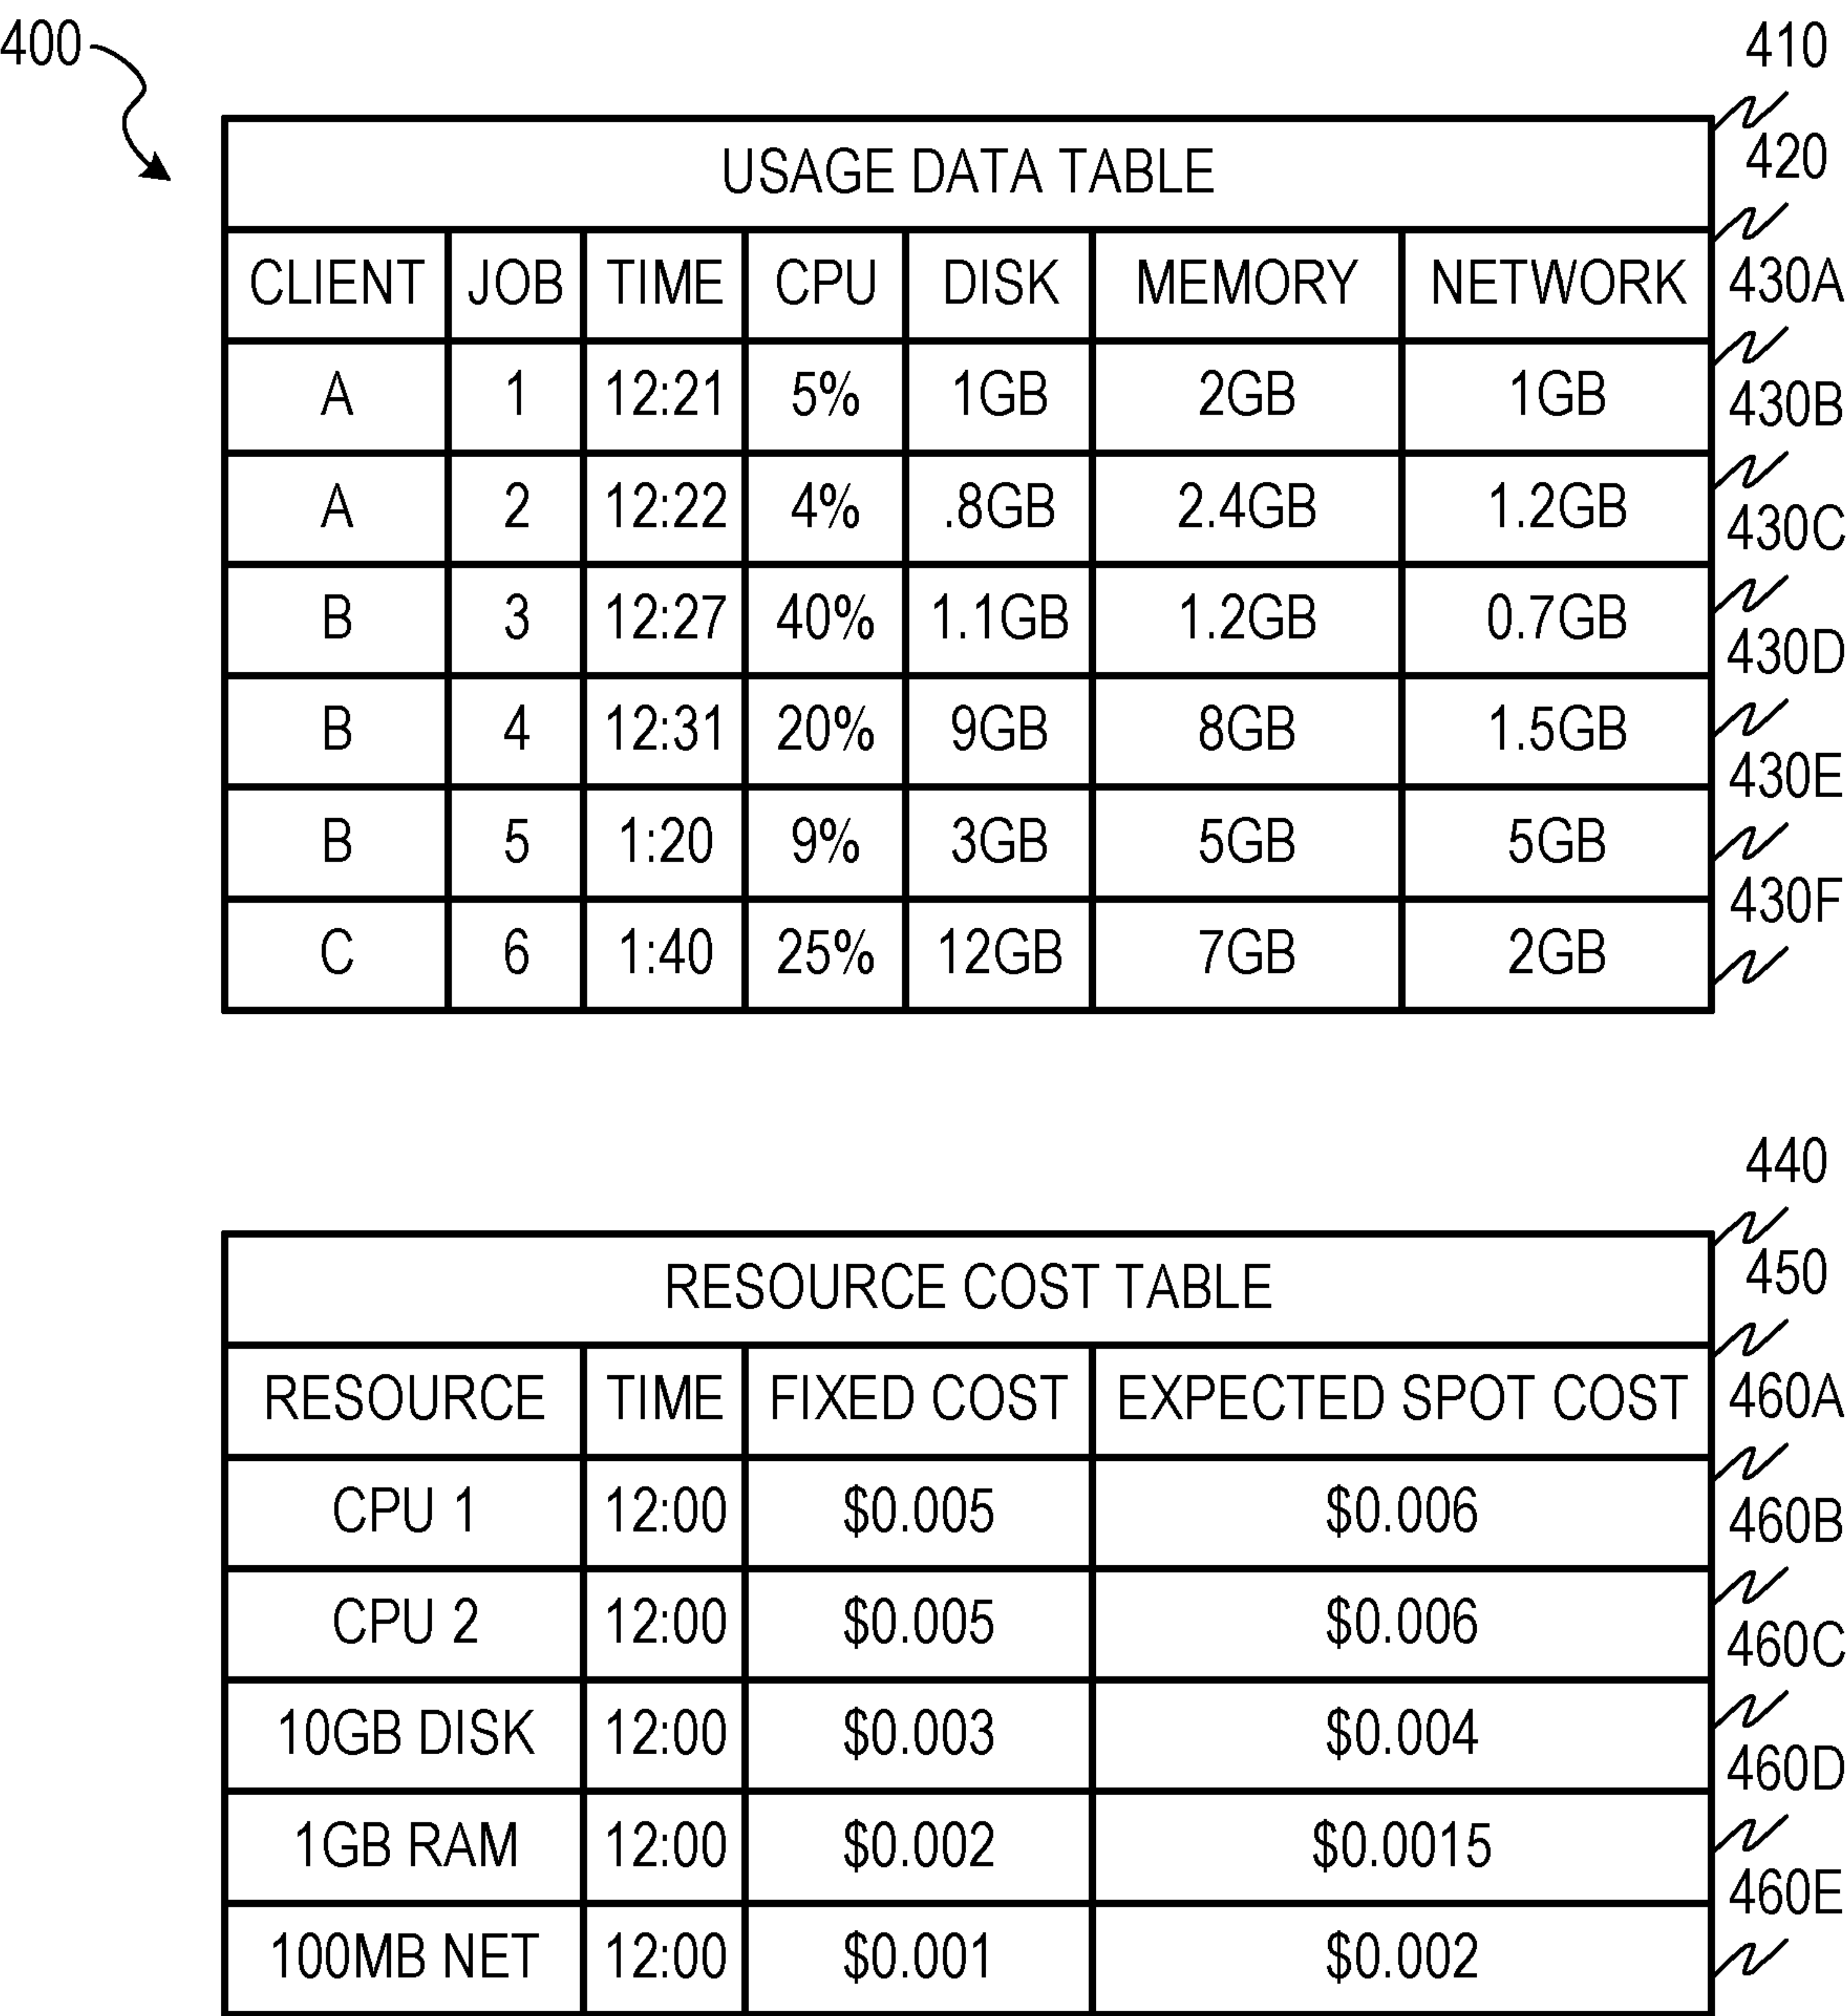 400
410
USAGE DATA TABLE
420
CLIENT JOB TIME CPU DISK MEMORY NETWORK
430A
A 1 12:21 5% 1GB 2GB 1GB
430B
A 2 12:22 4% .8GB 2.4GB 1.2GB
430C
B 3 12:27 40% 1.1GB 1.2GB 0.7GB
430D
B 4 12:31 20% 9GB 8GB 1.5GB
430E
B 5 1:20 9% 3GB 5GB 5GB
430F
C 6 1:40 25% 12GB 7GB 2GB
440
RESOURCE COST TABLE
450
RESOURCE TIME FIXED COST EXPECTED SPOT COST
460A
CPU 1 12:00 $0.005 $0.006
460B
CPU 2 12:00 $0.005 $0.006
460C
10GB DISK 12:00 $0.003 $0.004
460D
1GB RAM 12:00 $0.002 $0.0015
460E
100MB NET 12:00 $0.001 $0.002